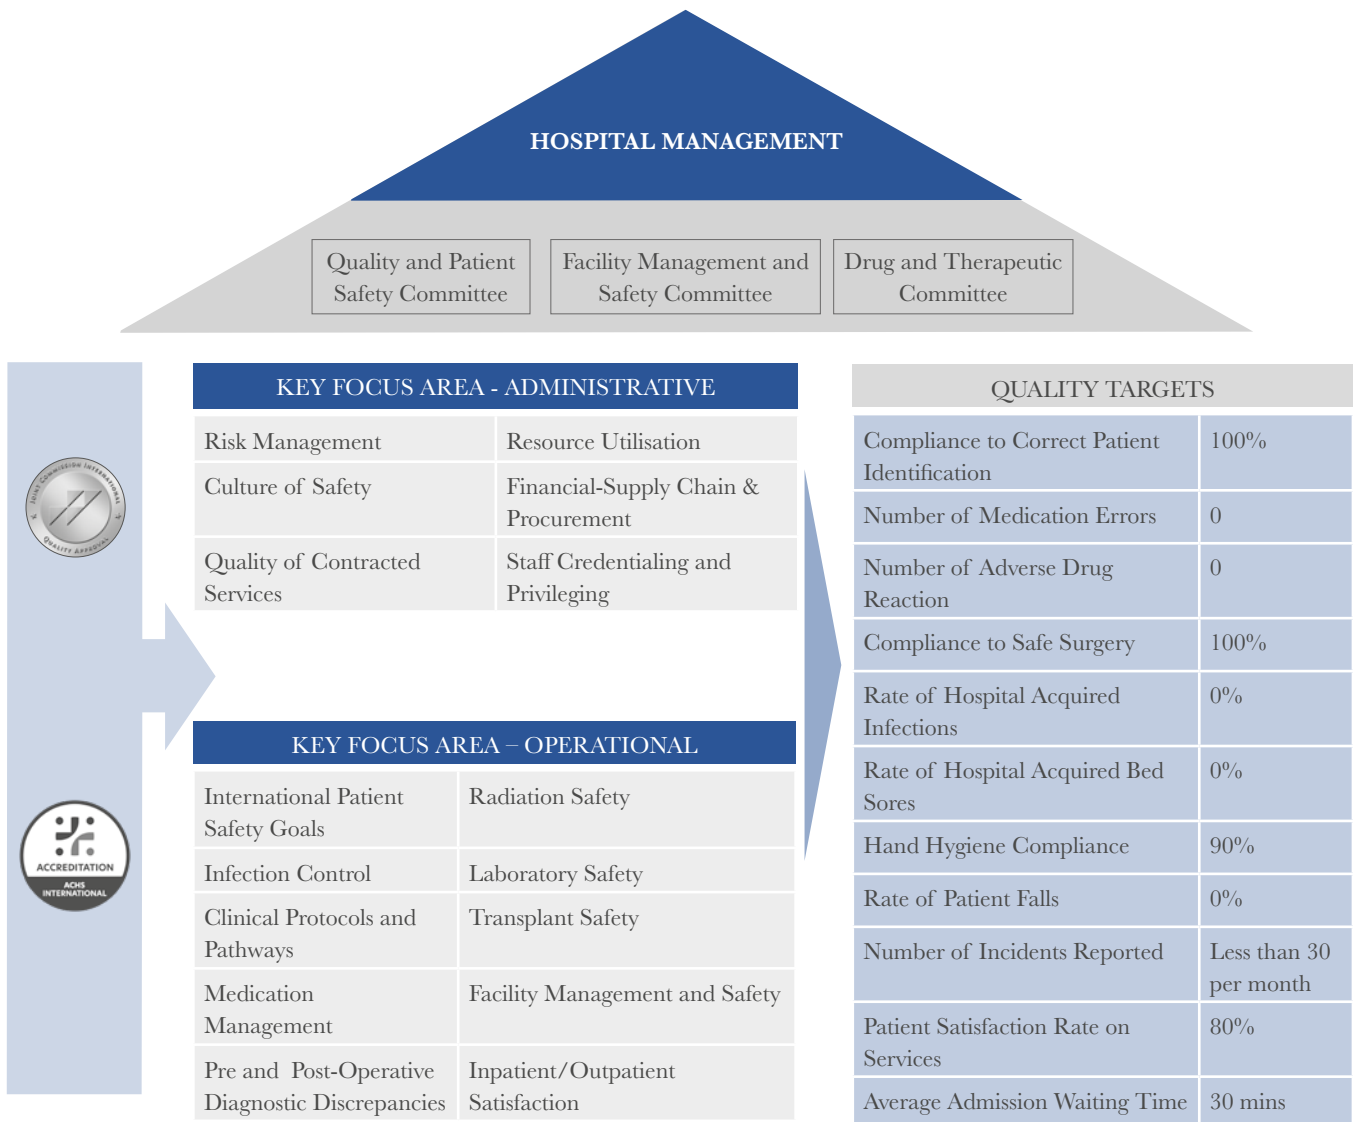 HOSPITAL MANAGEMENT
Quality and Patient
Safety Committee
Facility Management and
Safety Committee
Drug and Therapeutic
Committee
JOINT COMMISSION INTERNATIONAL
QUALITY APPROVAL
ACCREDITATION
ACHS
INTERNATIONAL
KEY FOCUS AREA - ADMINISTRATIVE
Risk Management
Resource Utilisation
Culture of Safety
Financial-Supply Chain &
Procurement
Quality of Contracted
Services
Staff Credentialing and
Privileging
KEY FOCUS AREA – OPERATIONAL
International Patient
Safety Goals
Radiation Safety
Infection Control
Laboratory Safety
Clinical Protocols and
Pathways
Transplant Safety
Medication
Management
Facility Management and Safety
Pre and Post-Operative
Diagnostic Discrepancies
Inpatient/Outpatient
Satisfaction
QUALITY TARGETS
Compliance to Correct Patient
Identification
100%
Number of Medication Errors
0
Number of Adverse Drug
Reaction
0
Compliance to Safe Surgery
100%
Rate of Hospital Acquired
Infections
0%
Rate of Hospital Acquired Bed
Sores
0%
Hand Hygiene Compliance
90%
Rate of Patient Falls
0%
Number of Incidents Reported
Less than 30
per month
Patient Satisfaction Rate on
Services
80%
Average Admission Waiting Time
30 mins